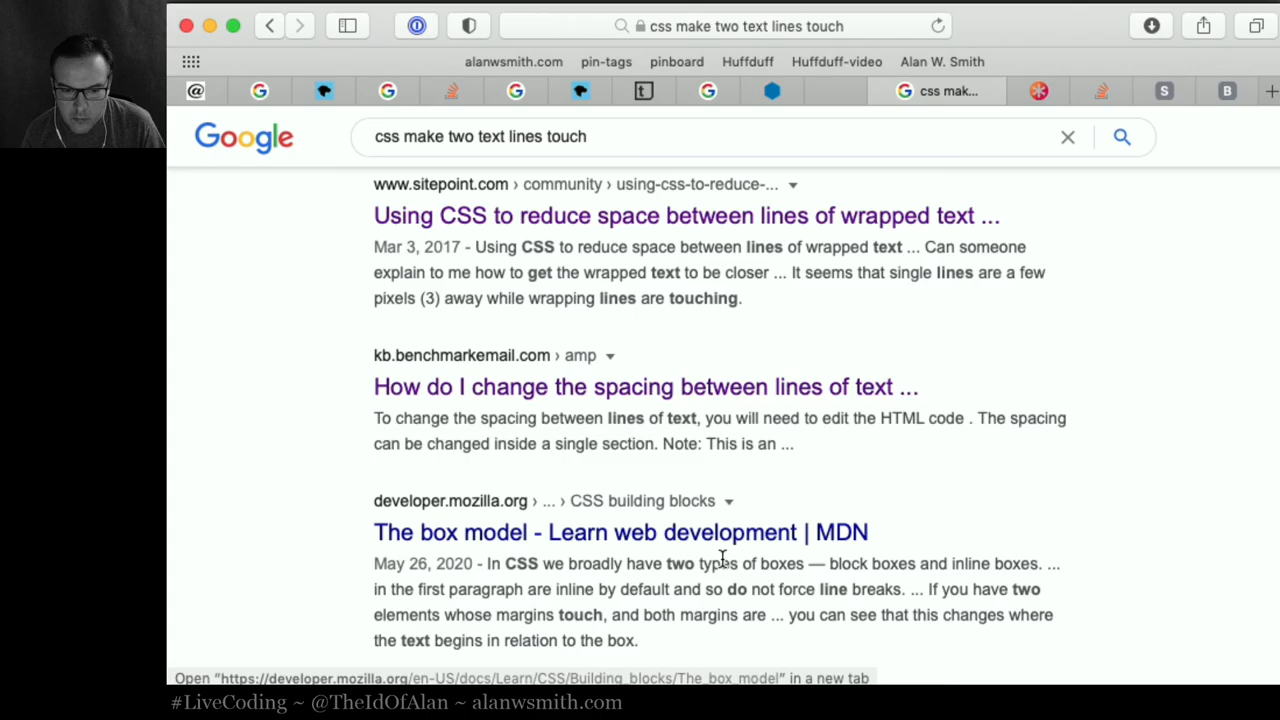 css make two text lines touch
alanwsmith.com pin-tags pinboard Huffduff Huffduff-video Alan W. Smith
@ G G G G t G G css mak... S B
Google css make two text lines touch
www.sitepoint.com › community › using-css-to-reduce-...
Using CSS to reduce space between lines of wrapped text ...
Mar 3, 2017 - Using CSS to reduce space between lines of wrapped text ... Can someone
explain to me how to get the wrapped text to be closer ... It seems that single lines are a few
pixels (3) away while wrapping lines are touching.
kb.benchmarkemail.com › amp
How do I change the spacing between lines of text ...
To change the spacing between lines of text, you will need to edit the HTML code . The spacing
can be changed inside a single section. Note: This is an ...
developer.mozilla.org › ... › CSS building blocks
The box model - Learn web development | MDN
May 26, 2020 - In CSS we broadly have two types of boxes — block boxes and inline boxes. ...
in the first paragraph are inline by default and so do not force line breaks. ... If you have two
elements whose margins touch, and both margins are ... you can see that this changes where
the text begins in relation to the box.
Open “https://developer.mozilla.org/en-US/docs/Learn/CSS/Building_blocks/The_box_model” in a new tab
#LiveCoding ~ @TheIdOfAlan ~ alanwsmith.com